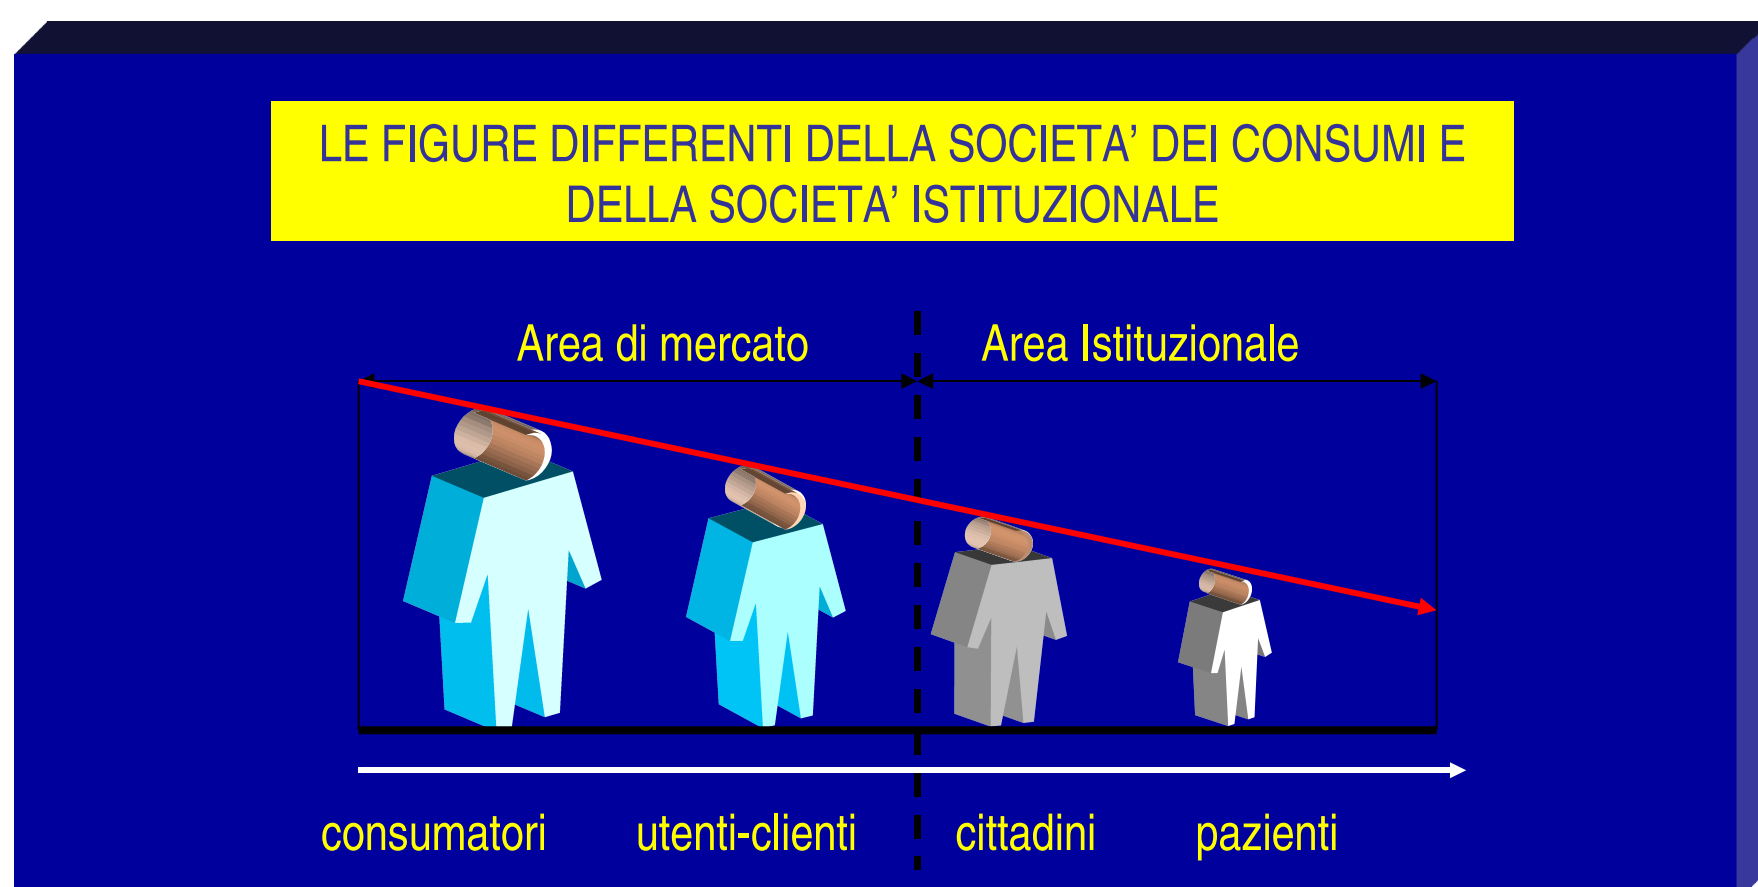 LE FIGURE DIFFERENTI DELLA SOCIETA’ DEI CONSUMI E
DELLA SOCIETA’ ISTITUZIONALE
Area di mercato
Area Istituzionale
consumatori
utenti-clienti
cittadini
pazienti